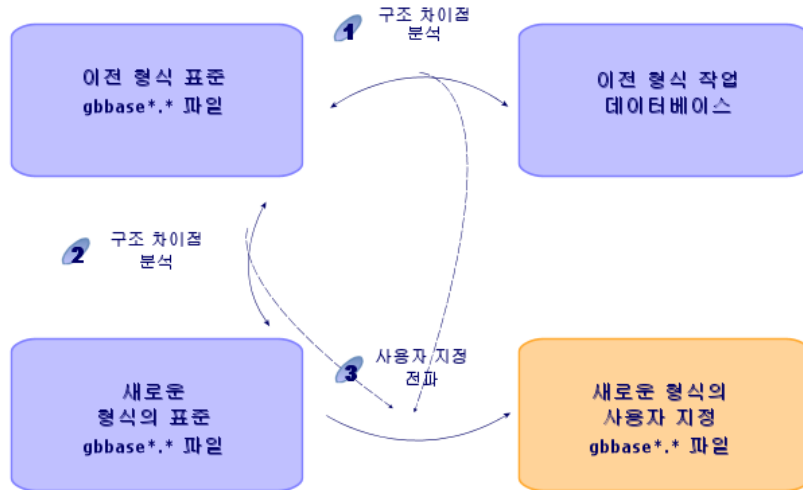 1
구조 차이점
분석
이전 형식 표준
gbbase*.* 파일
이전 형식 작업
데이터베이스
2
구조 차이점
분석
3
사용자 지정
전파
새로운
형식의 표준
gbbase*.* 파일
새로운 형식의
사용자 지정
gbbase*.* 파일